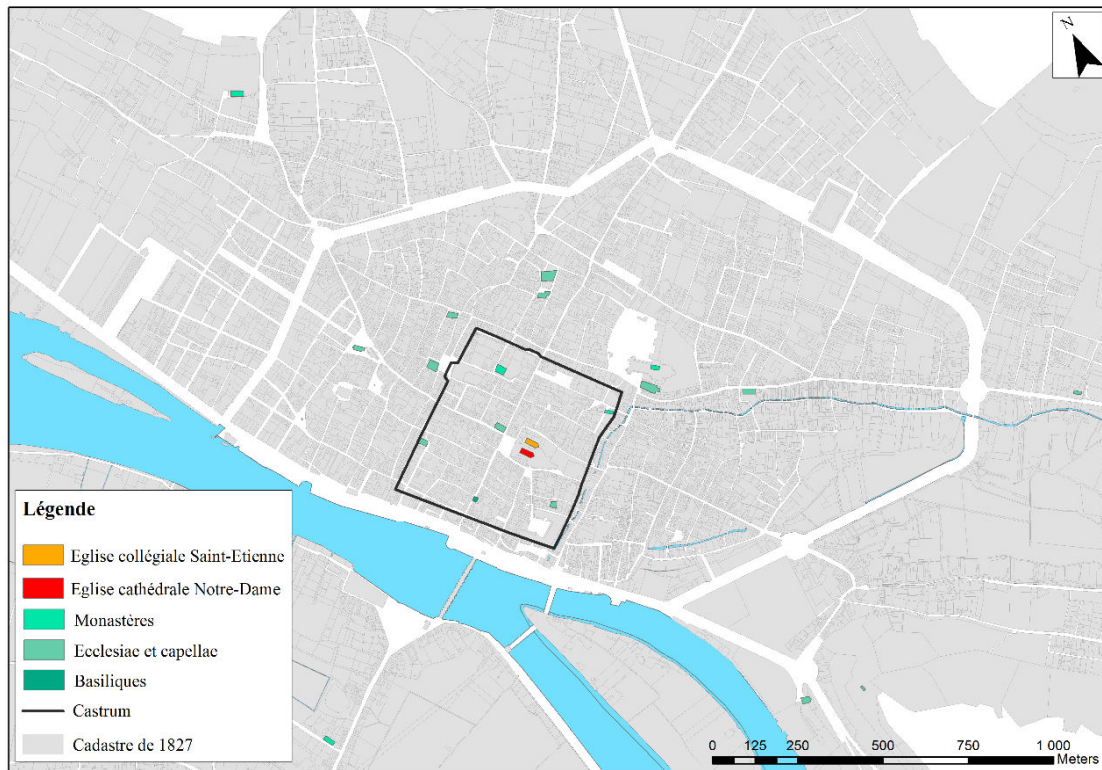 N
Légende
Eglise collégiale Saint-Etienne
Eglise cathédrale Notre-Dame
Monastères
Ecclesiae et capellae
Basiliques
Castrum
Cadastre de 1827
0 125 250 500 750 1 000
Meters